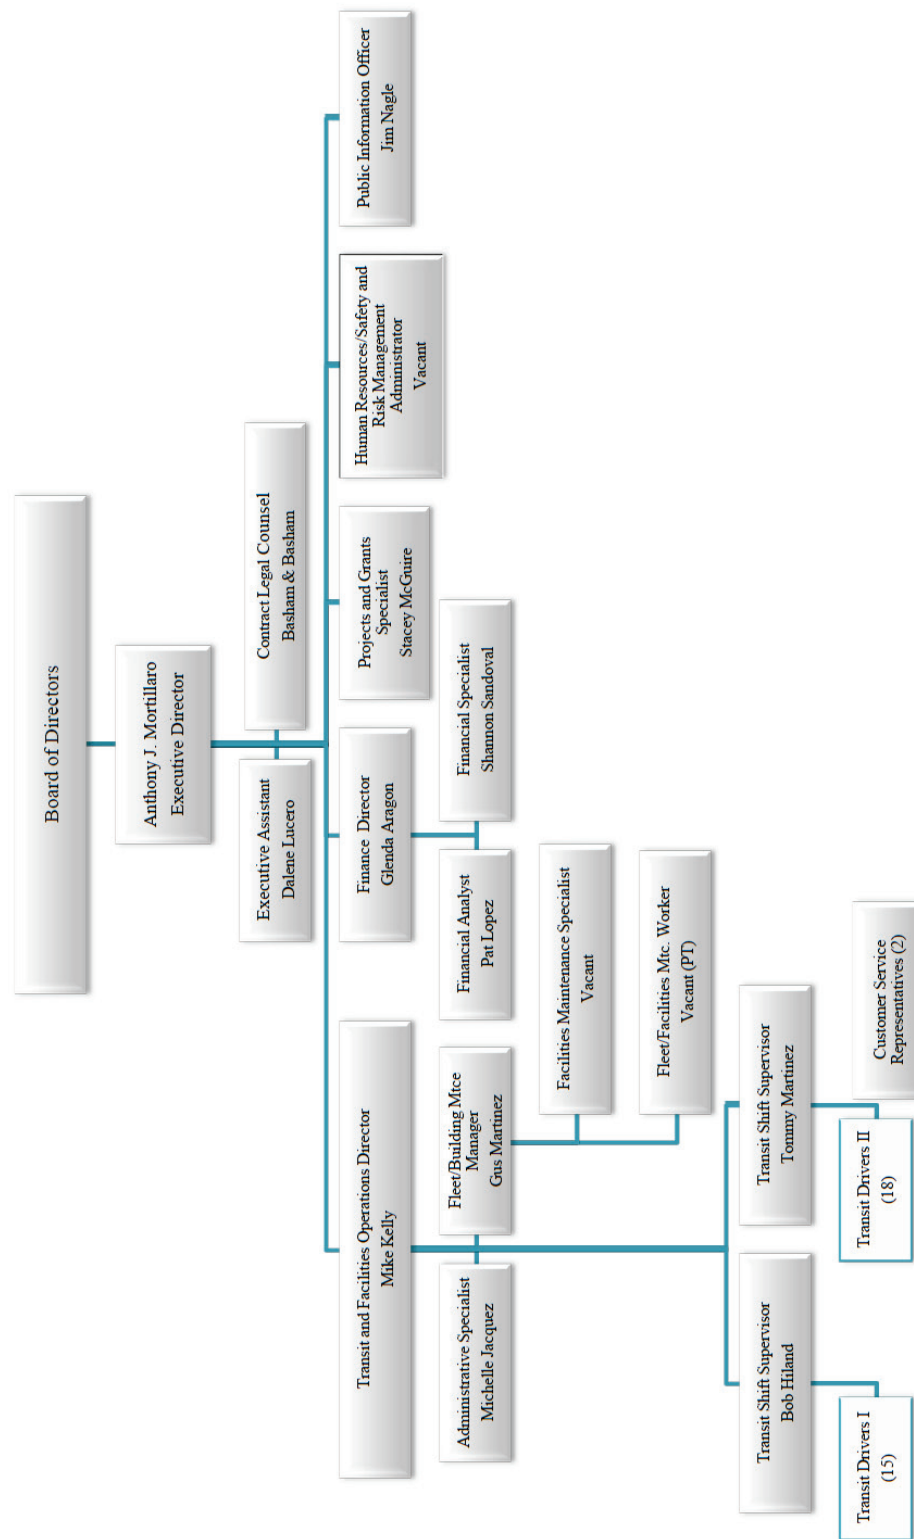 Board of Directors
Anthony J. Mortillaro
Executive Director
Executive Assistant
Dalene Lucero
Contract Legal Counsel
Basham & Basham
Transit and Facilities Operations Director
Mike Kelly
Finance Director
Glenda Aragon
Projects and Grants
Specialist
Stacey McGuire
Human Resources/Safety and
Risk Management
Administrator
Vacant
Public Information Officer
Jim Nagle
Administrative Specialist
Michelle Jacquez
Fleet/Building Mtce
Manager
Gus Martinez
Financial Analyst
Pat Lopez
Financial Specialist
Shannon Sandoval
Facilities Maintenance Specialist
Vacant
Fleet/Facilities Mtc. Worker
Vacant (PT)
Transit Shift Supervisor
Bob Hiland
Transit Shift Supervisor
Tommy Martinez
Transit Drivers I
(15)
Transit Drivers II
(18)
Customer Service
Representatives (2)